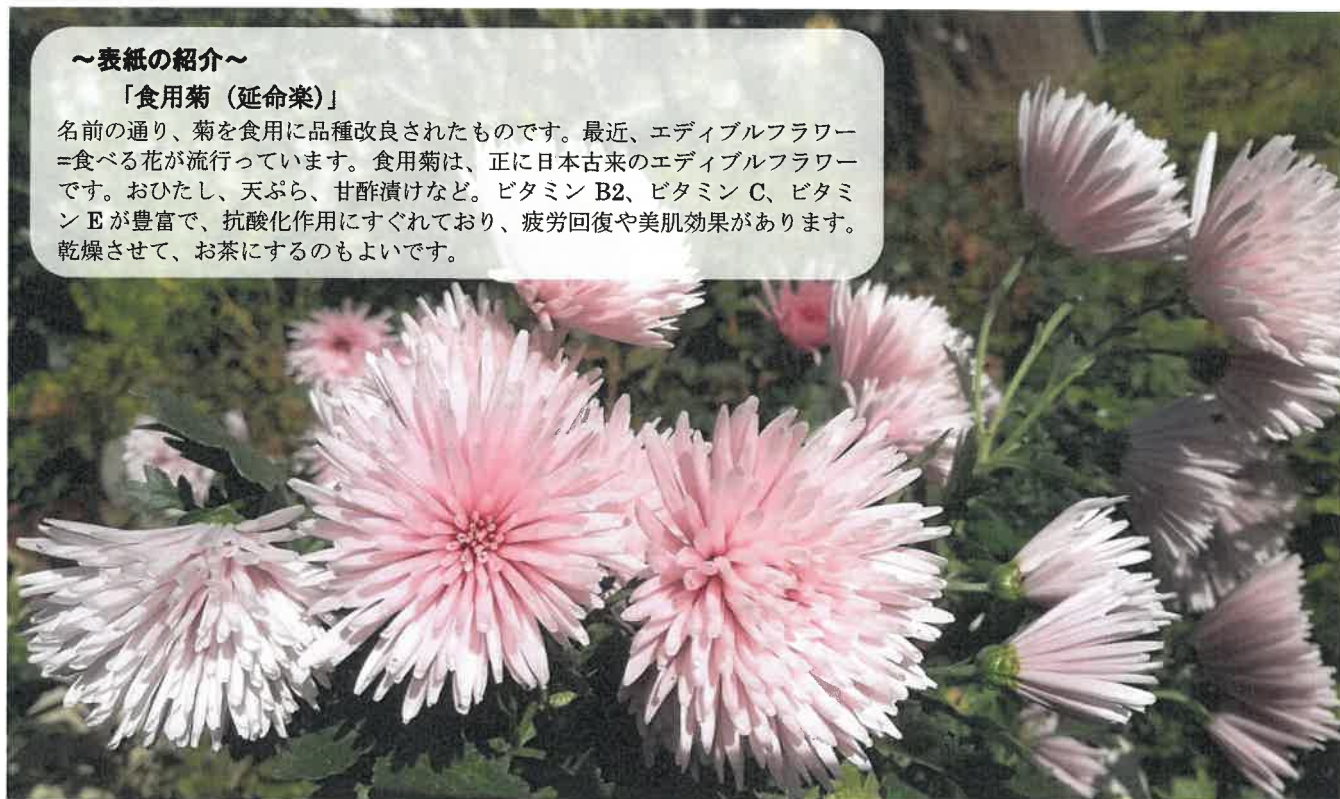 ～表紙の紹介～
「食用菊（延命楽）」
名前の通り、菊を食用に品種改良されたものです。最近、エディブルフラワー
=食べる花が流行っています。食用菊は、正に日本古来のエディブルフラワー
です。おひたし、天ぷら、甘酢漬けなど。ビタミン B2、ビタミン C、ビタミ
ン E が豊富で、抗酸化作用にすぐれており、疲労回復や美肌効果があります。
乾燥させて、お茶にするのもよいです。